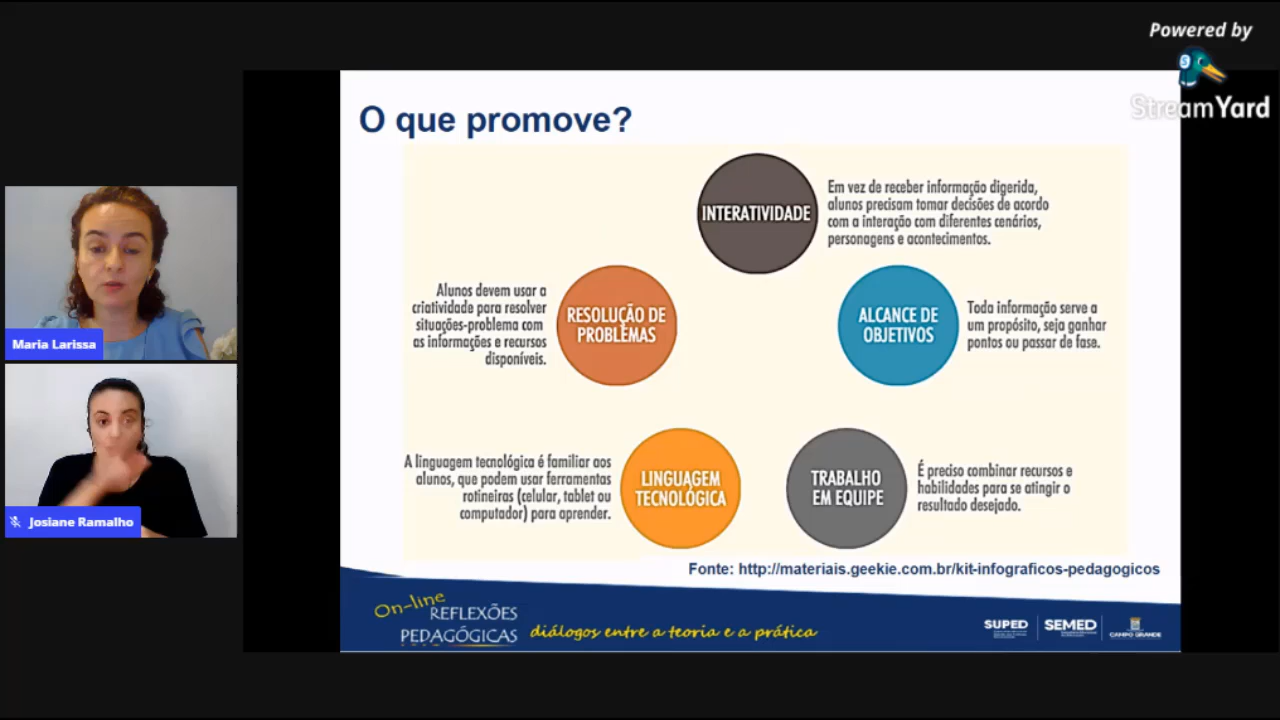 Powered by
StreamYard
O que promove?
INTERATIVIDADE
Em vez de receber informação digerida,
alunos precisam tomar decisões de acordo
com a interação com diferentes cenários,
personagens e acontecimentos.
Alunos devem usar a
criatividade para resolver
situações-problema com
as informações e recursos
disponíveis.
RESOLUÇÃO DE
PROBLEMAS
ALCANCE DE
OBJETIVOS
Toda informação serve a
um propósito, seja ganhar
pontos ou passar de fase.
A linguagem tecnológica é familiar aos
alunos, que podem usar ferramentas
rotineiras (celular, tablet ou
computador) para aprender.
LINGUAGEM
TECNOLÓGICA
TRABALHO
EM EQUIPE
É preciso combinar recursos e
habilidades para se atingir o
resultado desejado.
Fonte: http://materiais.geekie.com.br/kit-infograficos-pedagogicos
On-line
REFLEXÕES
PEDAGÓGICAS
diálogos entre a teoria e a prática
SUPED
SEMED
CAMPO GRANDE
Maria Larissa
Josiane Ramalho